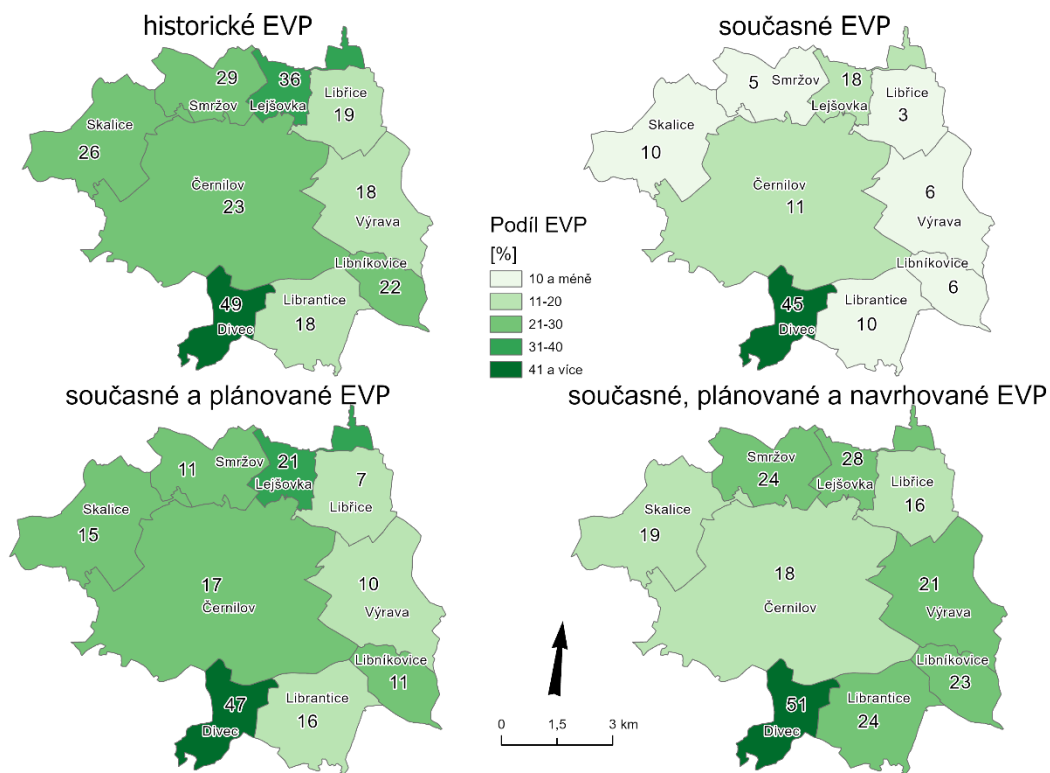 historické EVP
29
Smržov
36
Lejšovka
Libřice
19
Skalice
26
Černilov
23
18
Výrava
Libníkovice
22
49
Divec
Librantice
18
současné EVP
5
Smržov
18
Lejšovka
Libřice
3
Skalice
10
Černilov
11
6
Výrava
Libníkovice
6
45
Divec
Librantice
10
Podíl EVP
[%]
10 a méně
11-20
21-30
31-40
41 a více
současné a plánované EVP
11
Smržov
21
Lejšovka
7
Libřice
Skalice
15
17
Černilov
10
Výrava
Libníkovice
11
47
Divec
Librantice
16
současné, plánované a navrhované EVP
Smržov
24
28
Lejšovka
Libřice
16
Skalice
19
18
Černilov
21
Výrava
Libníkovice
23
51
Divec
Librantice
24
0 1,5 3 km